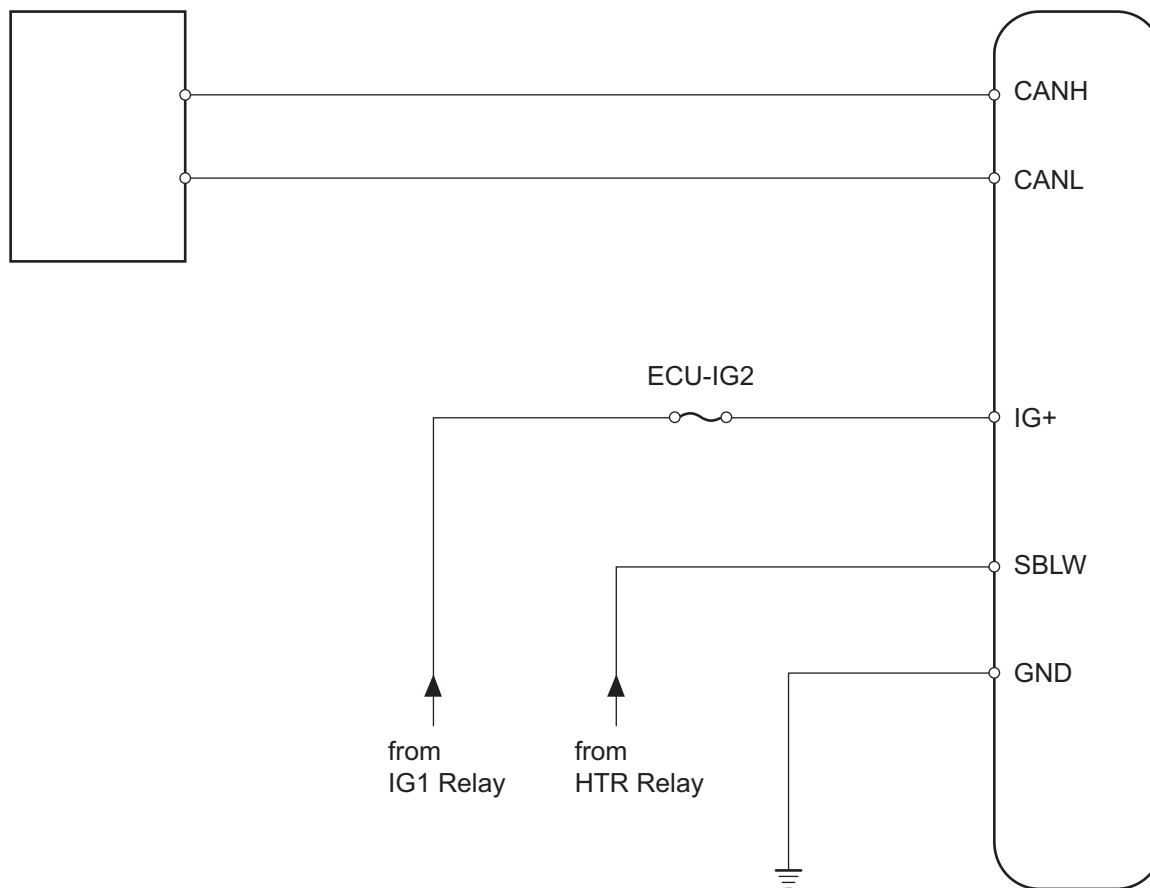 CANH
CANL
ECU-IG2
IG+
SBLW
GND
from
IG1 Relay
from
HTR Relay